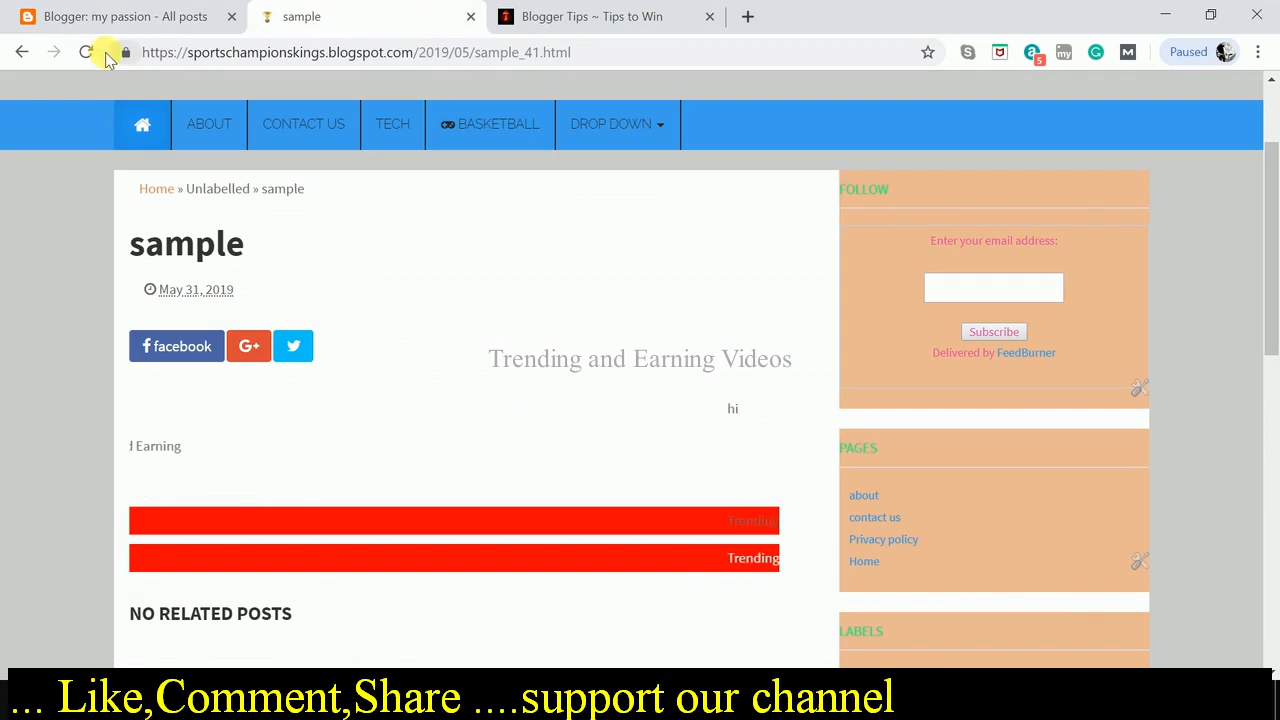 Blogger: my passion - All posts
sample
Blogger Tips ~ Tips to Win
https://sportschampionskings.blogspot.com/2019/05/sample_41.html
5
my
M
Paused
ABOUT
CONTACT US
TECH
BASKETBALL
DROP DOWN
Home » Unlabelled » sample
sample
May 31, 2019
facebook
G+
Trending and Earning Videos
hi
d Earning
Trending
Trending
NO RELATED POSTS
FOLLOW
Enter your email address:
Subscribe
Delivered by FeedBurner
PAGES
about
contact us
Privacy policy
Home
LABELS
... Like,Comment,Share ....support our channel